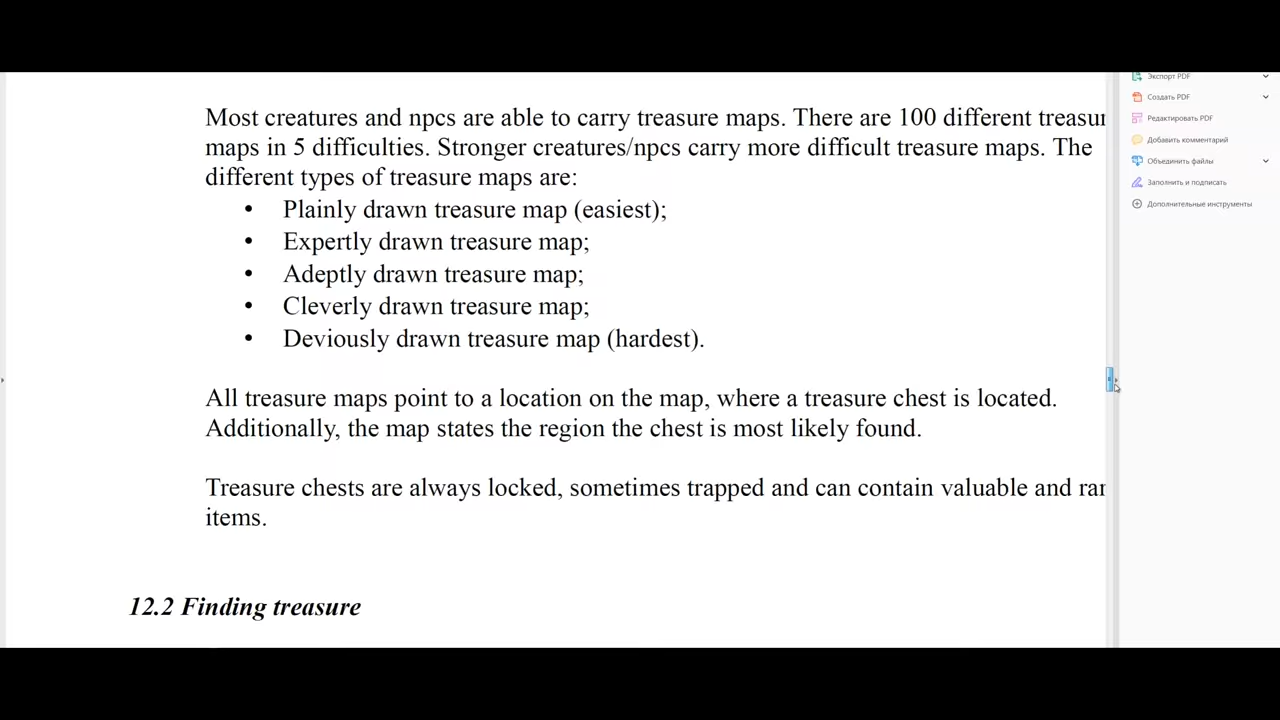 Most creatures and npcs are able to carry treasure maps. There are 100 different treasur
maps in 5 difficulties. Stronger creatures/npcs carry more difficult treasure maps. The
different types of treasure maps are:
• Plainly drawn treasure map (easiest);
• Expertly drawn treasure map;
• Adeptly drawn treasure map;
• Cleverly drawn treasure map;
• Deviously drawn treasure map (hardest).
All treasure maps point to a location on the map, where a treasure chest is located.
Additionally, the map states the region the chest is most likely found.
Treasure chests are always locked, sometimes trapped and can contain valuable and rar
items.
12.2 Finding treasure
Экспорт PDF
Создать PDF
Редактировать PDF
Добавить комментарий
Объединить файлы
Заполнить и подписать
Дополнительные инструменты